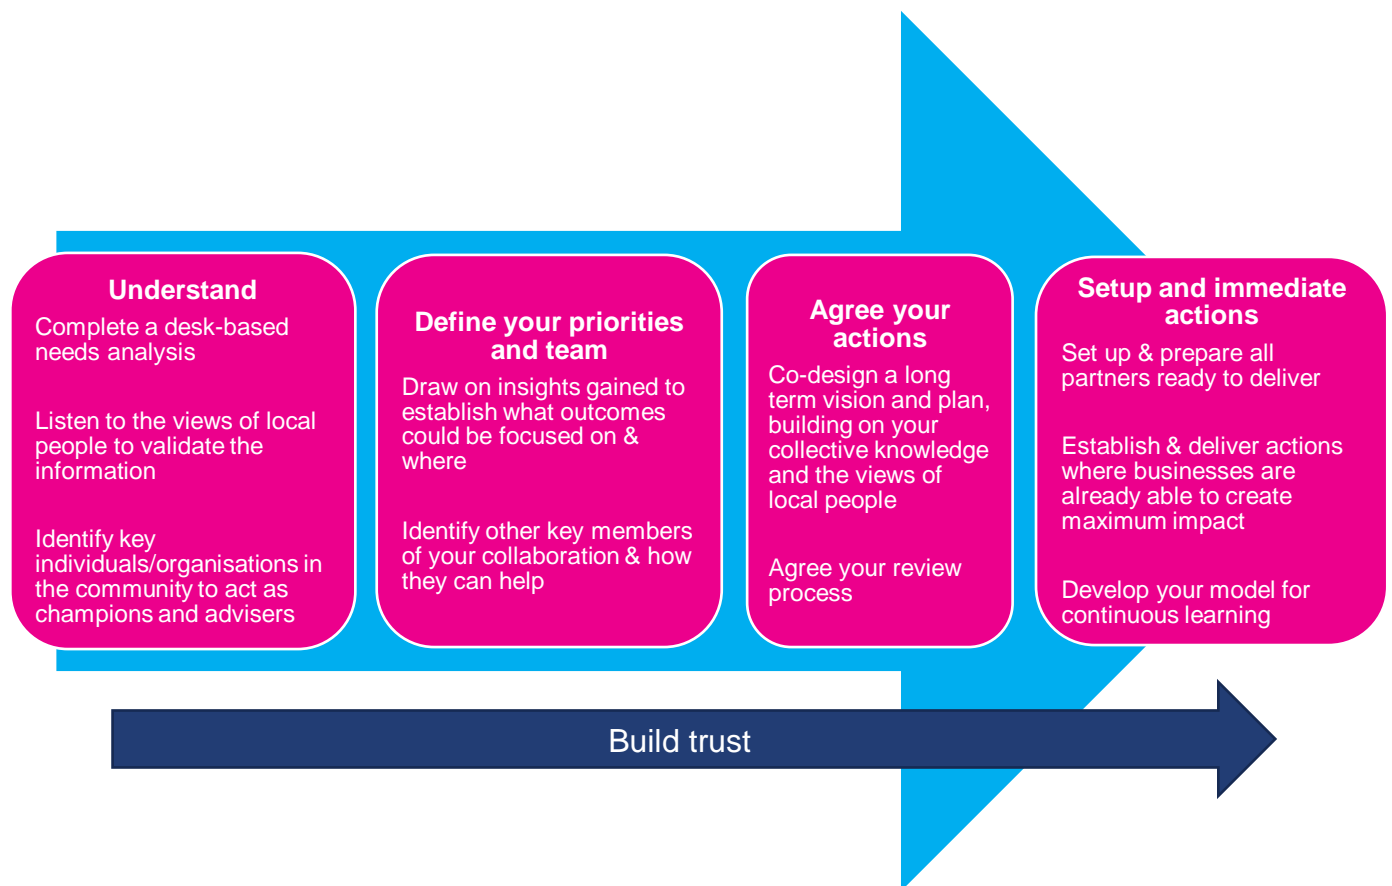 Understand
Complete a desk-based
needs analysis
Listen to the views of local
people to validate the
information
Identify key
individuals/organisations in
the community to act as
champions and advisers
Define your priorities
and team
Draw on insights gained to
establish what outcomes
could be focused on &
where
Identify other key members
of your collaboration & how
they can help
Agree your
actions
Co-design a long
term vision and plan,
building on your
collective knowledge
and the views of
local people
Agree your review
process
Setup and immediate
actions
Set up & prepare all
partners ready to deliver
Establish & deliver actions
where businesses are
already able to create
maximum impact
Develop your model for
continuous learning
Build trust